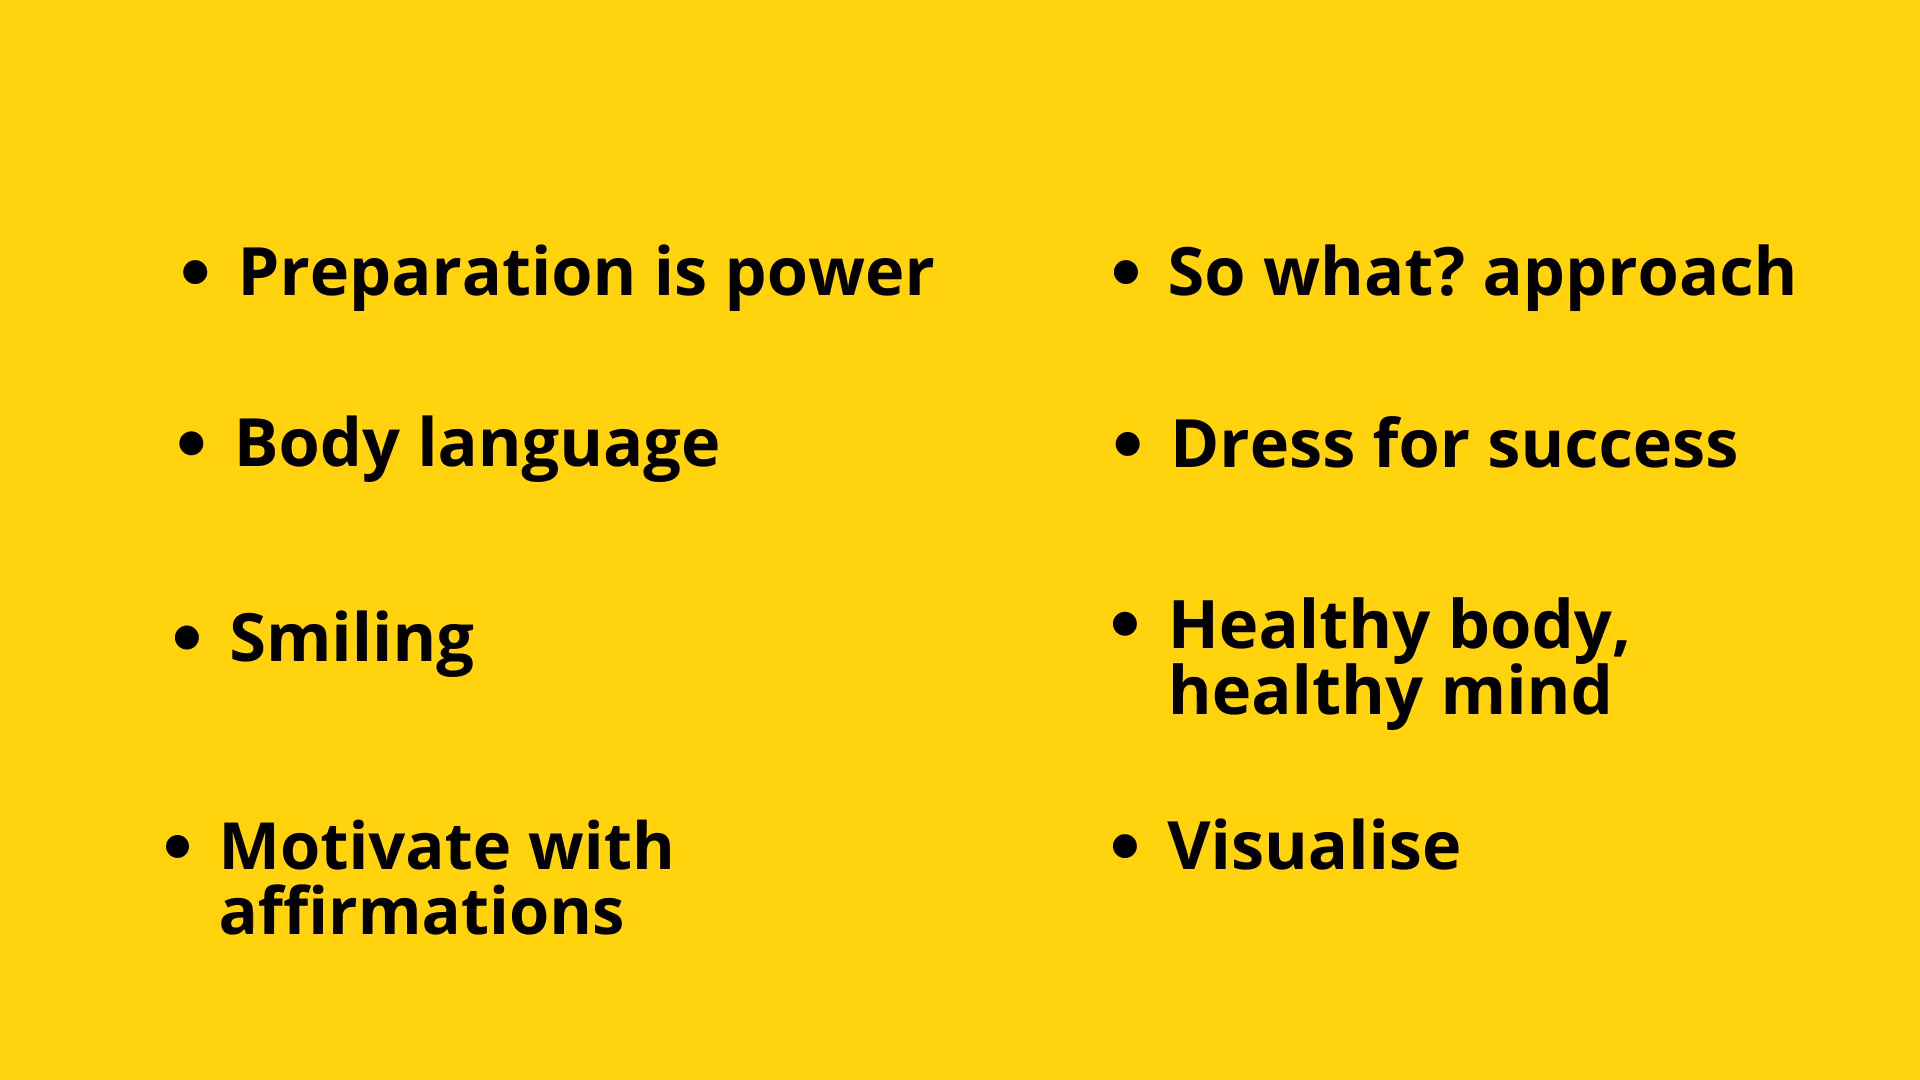 • Preparation is power
• Body language
• Smiling
• Motivate with
affirmations
• So what? approach
• Dress for success
• Healthy body,
healthy mind
• Visualise